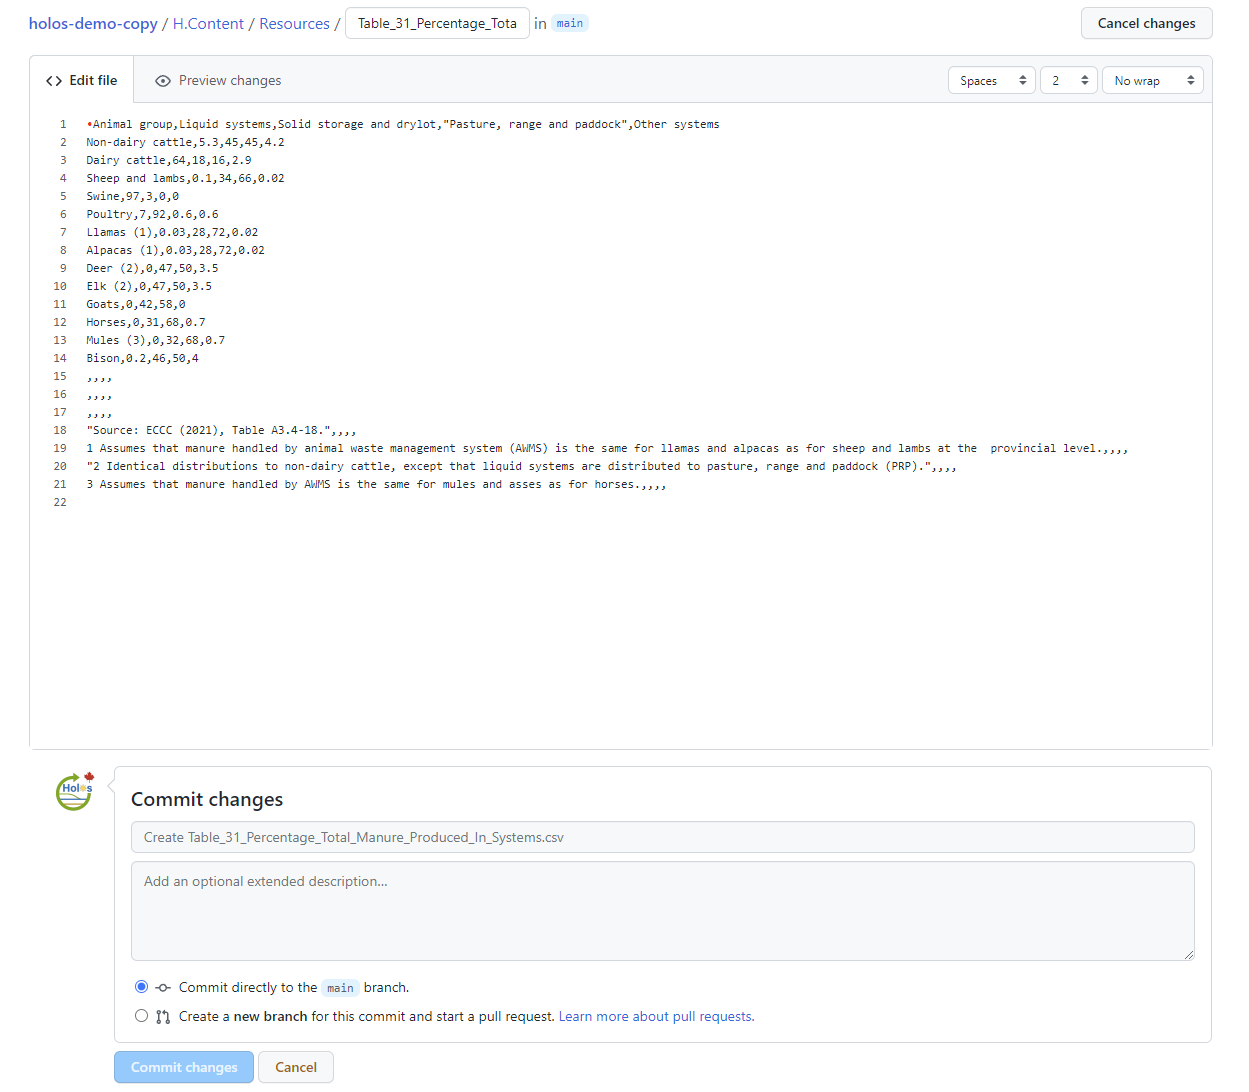 holos-demo-copy / H.Content / Resources / Table_31_Percentage_Tota in main
Cancel changes
Edit file
Preview changes
Spaces
2
No wrap
1 •Animal group,Liquid systems,Solid storage and drylot,"Pasture, range and paddock",Other systems
2 Non-dairy cattle,5.3,45,45,4.2
3 Dairy cattle,64,18,16,2.9
4 Sheep and lambs,0.1,34,66,0.02
5 Swine,97,3,0,0
6 Poultry,7,92,0.6,0.6
7 Llamas (1),0.03,28,72,0.02
8 Alpacas (1),0.03,28,72,0.02
9 Deer (2),0,47,50,3.5
10 Elk (2),0,47,50,3.5
11 Goats,0,42,58,0
12 Horses,0,31,68,0.7
13 Mules (3),0,32,68,0.7
14 Bison,0.2,46,50,4
15 ,,,,
16 ,,,,
17 ,,,,
18 "Source: ECCC (2021), Table A3.4-18.",,,,
19 1 Assumes that manure handled by animal waste management system (AWMS) is the same for llamas and alpacas as for sheep and lambs at the  provincial level.,,,,
20 "2 Identical distributions to non-dairy cattle, except that liquid systems are distributed to pasture, range and paddock (PRP).",,,,
21 3 Assumes that manure handled by AWMS is the same for mules and asses as for horses.,,,,
22
Holos
Commit changes
Create Table_31_Percentage_Total_Manure_Produced_In_Systems.csv
Add an optional extended description...
Commit directly to the main branch.
Create a new branch for this commit and start a pull request. Learn more about pull requests.
Commit changes
Cancel